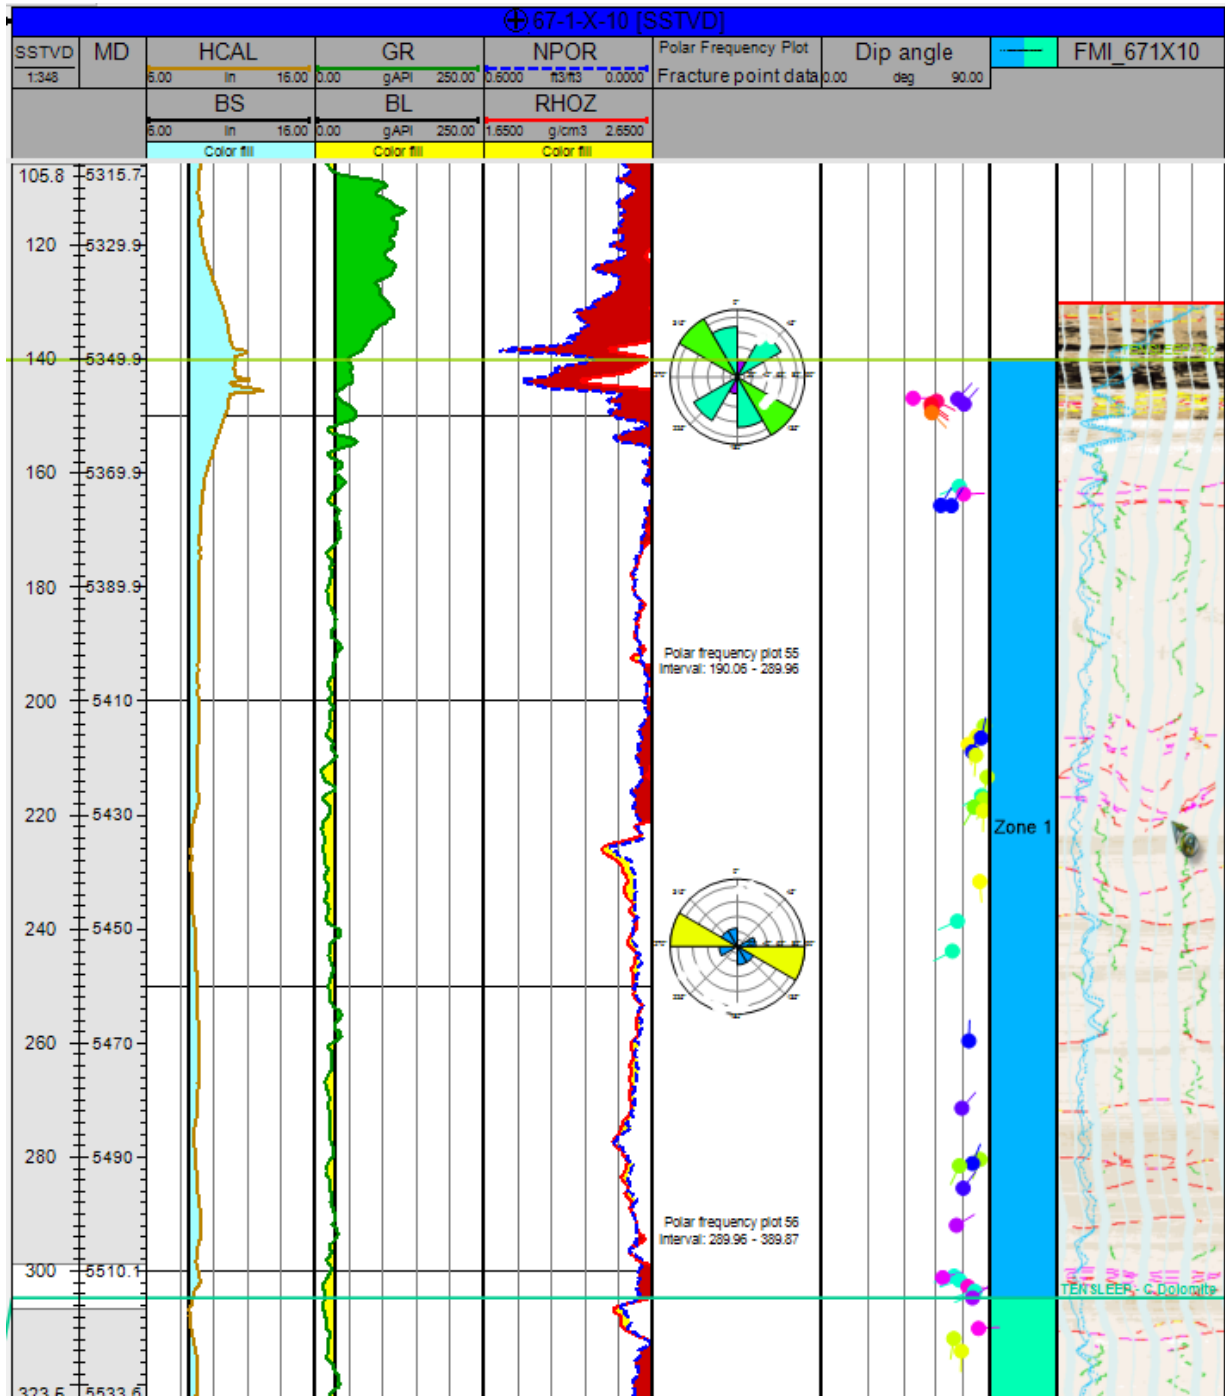 67-1-X-10 [SSTVD]
SSTVD MD HCAL GR NPOR Polar Frequency Plot Dip angle FMI_671X10
1:348 6.00 in 16.00 0.00 gAPI 250.00 0.6000 ft3/ft3 0.0000 Fracture point data 0.00 deg 90.00
BS BL RHOZ
6.00 in 16.00 0.00 gAPI 250.00 1.6500 g/cm3 2.6500
Color fill Color fill Color fill
105.8 5315.7
120 5329.9
140 5349.9
160 5369.9
180 5389.9
Polar frequency plot 55
Interval: 190.06 - 289.96
200 5410
220 5430
Zone 1
240 5450
260 5470
280 5490
Polar frequency plot 56
Interval: 289.96 - 389.87
300 5510.1
TENSLEEP - C Dolomite
323.5 5533.6